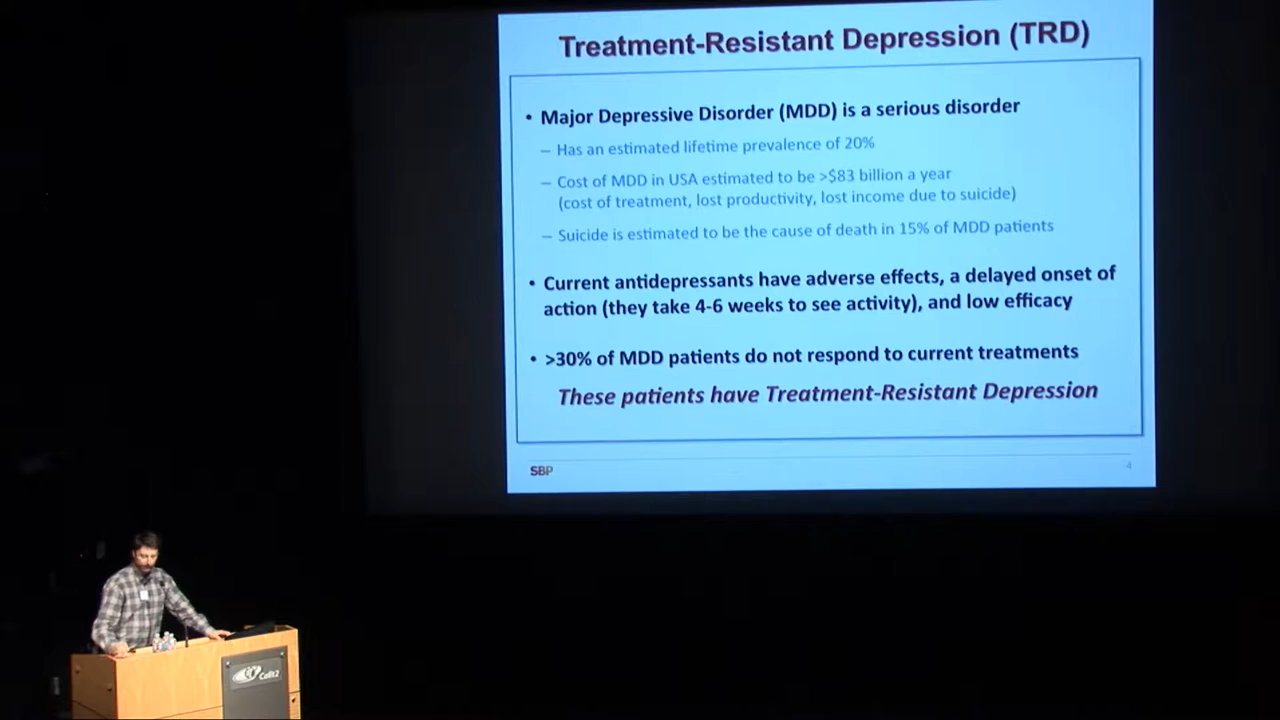 Treatment-Resistant Depression (TRD)
• Major Depressive Disorder (MDD) is a serious disorder
– Has an estimated lifetime prevalence of 20%
– Cost of MDD in USA estimated to be >$83 billion a year
(cost of treatment, lost productivity, lost income due to suicide)
– Suicide is estimated to be the cause of death in 15% of MDD patients
• Current antidepressants have adverse effects, a delayed onset of
action (they take 4-6 weeks to see activity), and low efficacy
• >30% of MDD patients do not respond to current treatments
These patients have Treatment-Resistant Depression
SBP
4
Calit2